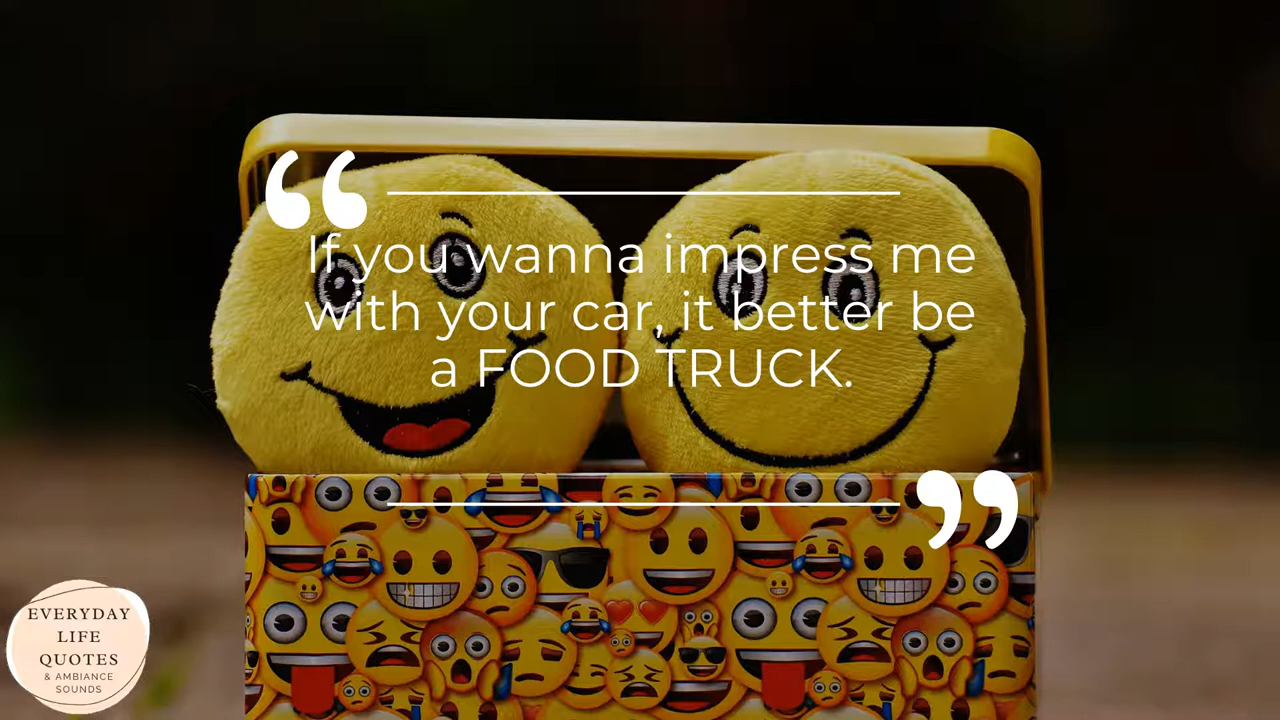 “
If you wanna impress me
with your car, it better be
a FOOD TRUCK.
”
EVERYDAY
LIFE
QUOTES
& AMBIANCE
SOUNDS